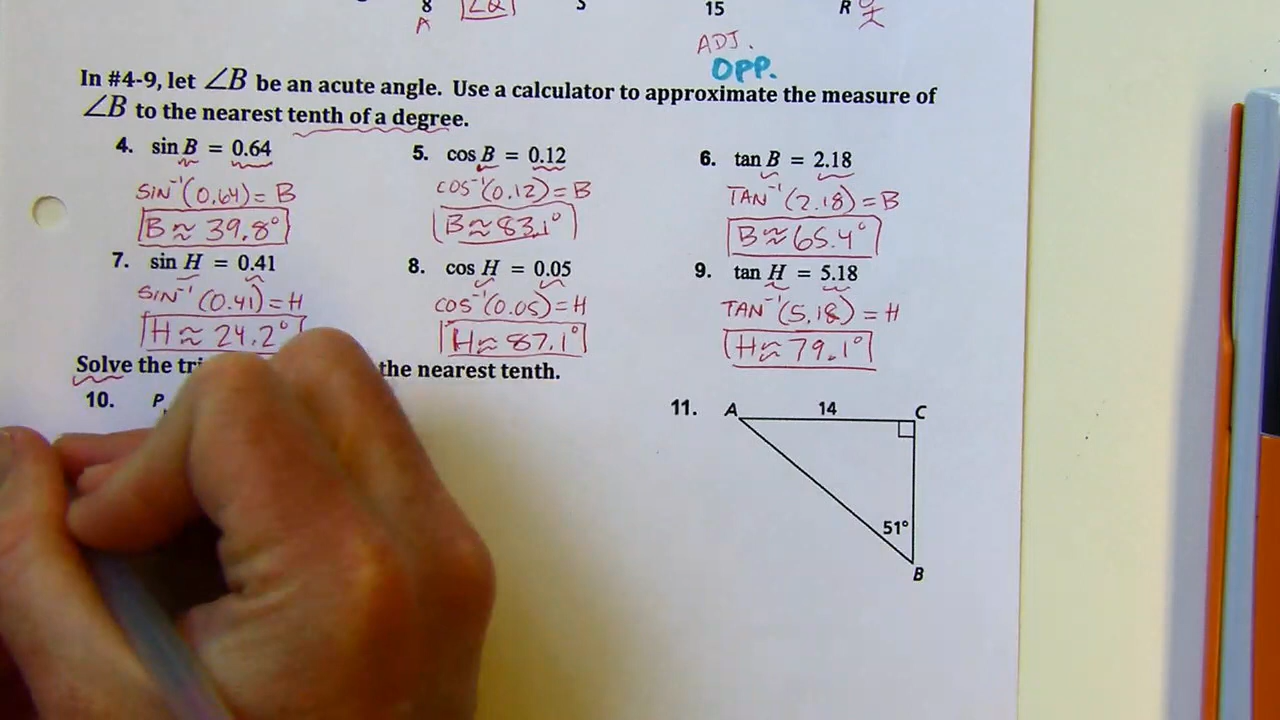 8 ∠Q S 15 R
A
ADJ.
OPP.
In #4-9, let ∠B be an acute angle. Use a calculator to approximate the measure of
∠B to the nearest tenth of a degree.
4. sin B = 0.64 5. cos B = 0.12 6. tan B = 2.18
SIN⁻¹(0.64) = B COS⁻¹(0.12) = B TAN⁻¹(2.18) = B
B ≈ 39.8° B ≈ 83.1° B ≈ 65.4°
7. sin H = 0.41 8. cos H = 0.05 9. tan H = 5.18
SIN⁻¹(0.41) = H COS⁻¹(0.05) = H TAN⁻¹(5.18) = H
H ≈ 24.2° H ≈ 87.1° H ≈ 79.1°
Solve the the nearest tenth.
10. P 11. A 14 C
51°
B